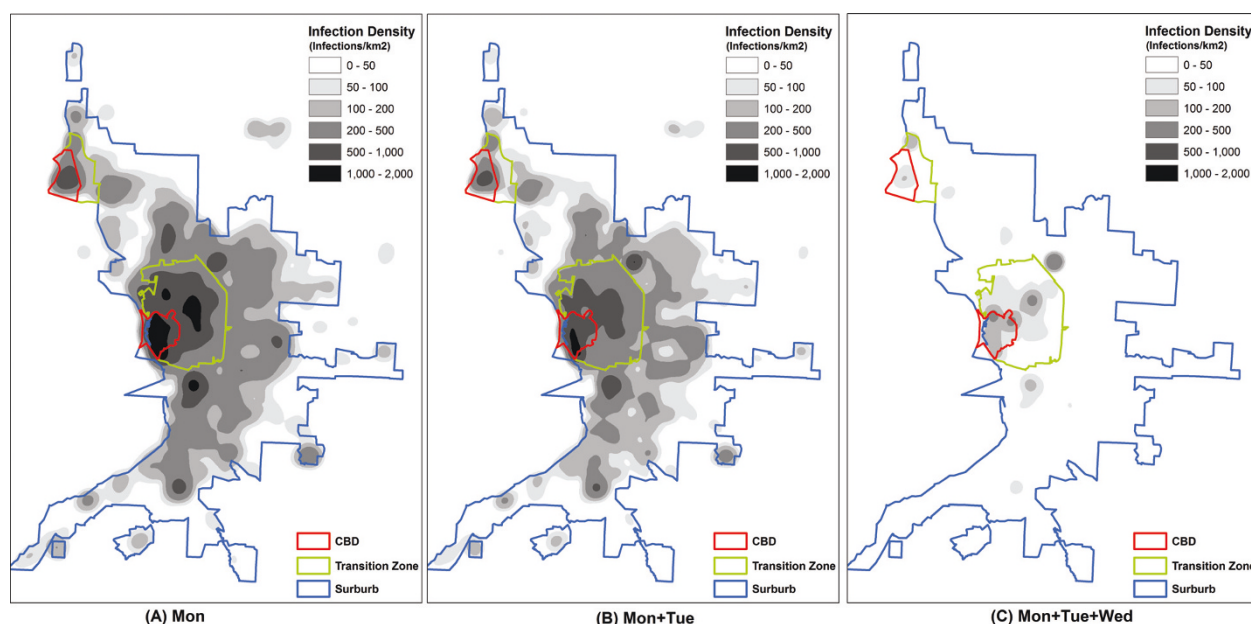 Infection Density
(Infections/km2)
0 - 50
50 - 100
100 - 200
200 - 500
500 - 1,000
1,000 - 2,000
CBD
Transition Zone
Surburb
(A) Mon
Infection Density
(Infections/km2)
0 - 50
50 - 100
100 - 200
200 - 500
500 - 1,000
1,000 - 2,000
CBD
Transition Zone
Surburb
(B) Mon+Tue
Infection Density
(Infections/km2)
0 - 50
50 - 100
100 - 200
200 - 500
500 - 1,000
1,000 - 2,000
CBD
Transition Zone
Surburb
(C) Mon+Tue+Wed